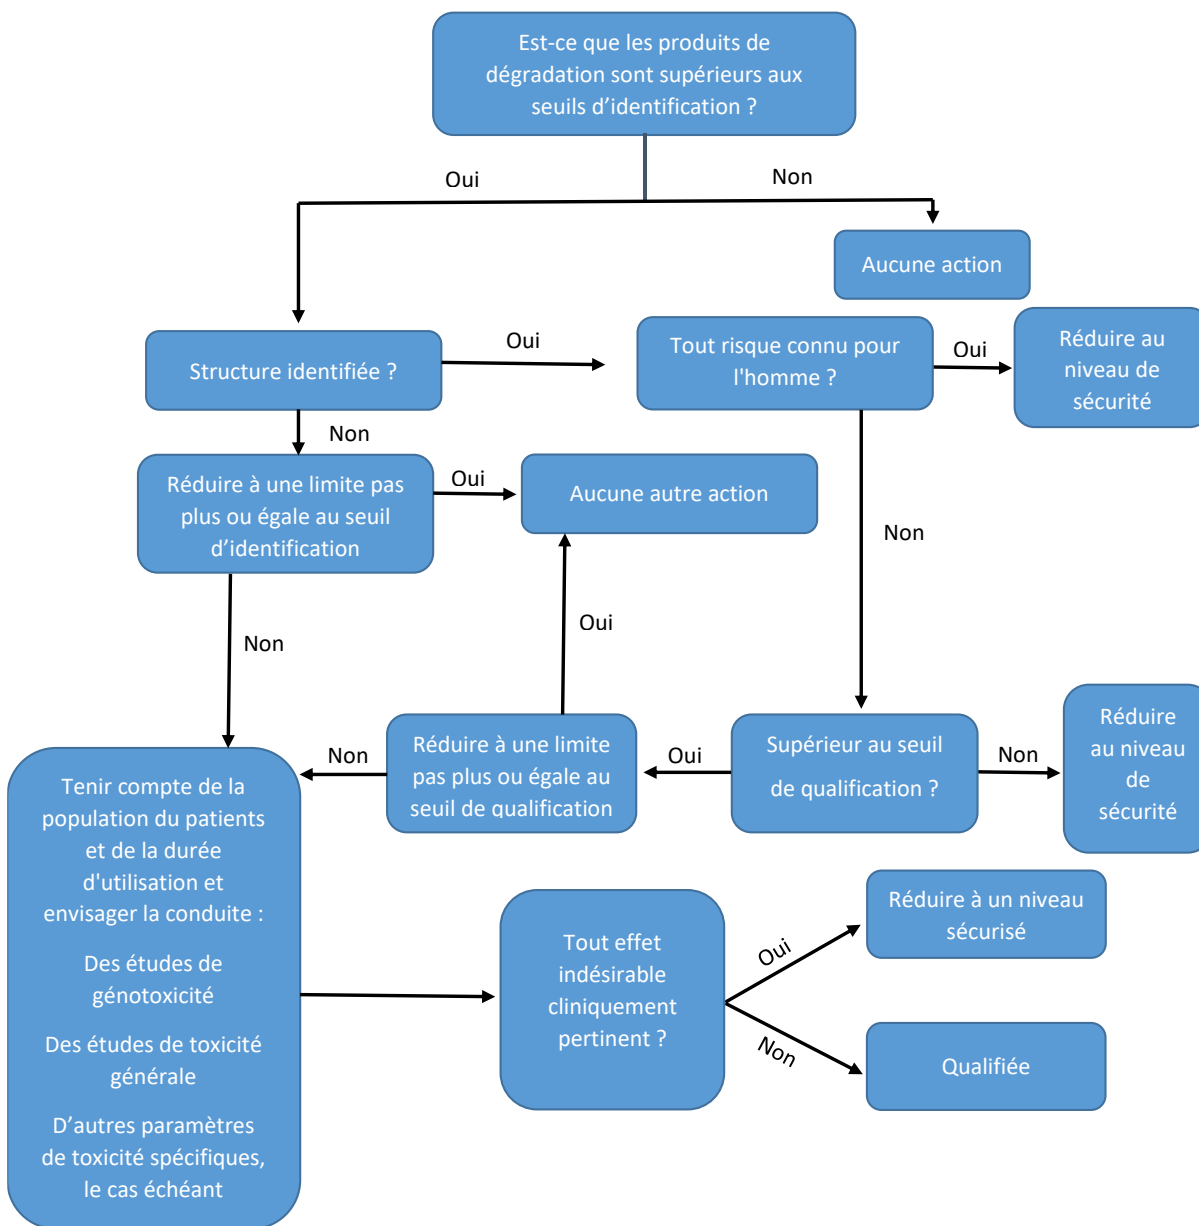 Est-ce que les produits de
dégradation sont supérieurs aux
seuils d’identification ?
Oui
Non
Aucune action
Structure identifiée ?
Oui
Tout risque connu pour
l'homme ?
Oui
Réduire au
niveau de
sécurité
Non
Réduire à une limite pas
plus ou égale au seuil
d’identification
Oui
Aucune autre action
Non
Non
Oui
Réduire à une limite
pas plus ou égale au
seuil de qualification
Non
Oui
Supérieur au seuil
de qualification ?
Non
Réduire
au niveau
de
sécurité
Tenir compte de la
population du patients
et de la durée
d'utilisation et
envisager la conduite :
Des études de
génotoxicité
Des études de toxicité
générale
D’autres paramètres
de toxicité spécifiques,
le cas échéant
Tout effet
indésirable
cliniquement
pertinent ?
Oui
Réduire à un niveau
sécurisé
Non
Qualifiée